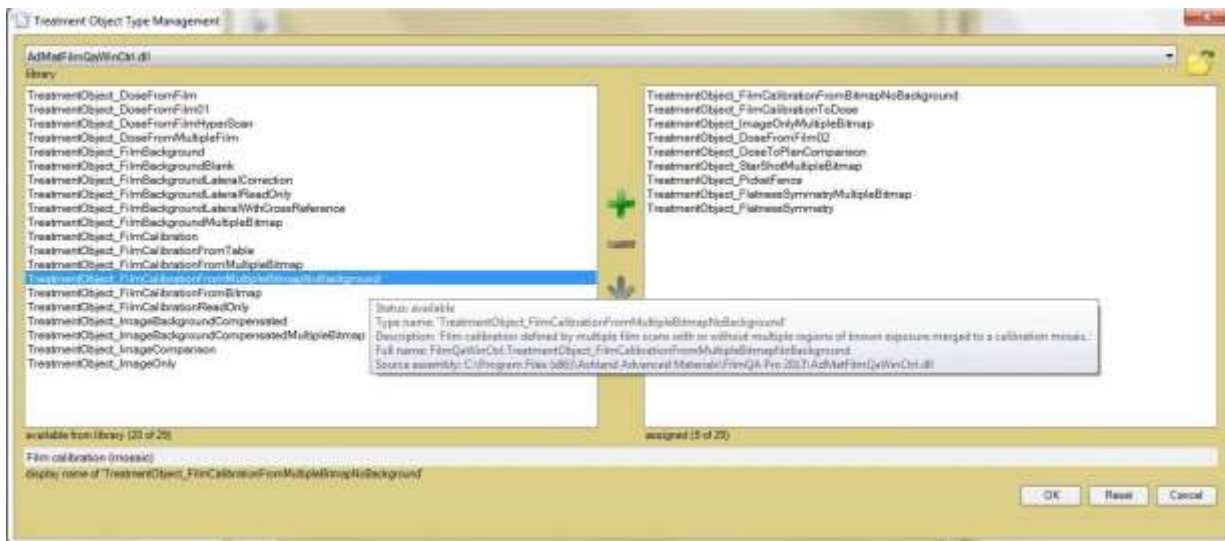 Treatment Object Type Management
AdMatFilmQaWinCtrl.dll
library
TreatmentObject_DoseFromFilm
TreatmentObject_DoseFromFilm01
TreatmentObject_DoseFromFilmHyperScan
TreatmentObject_DoseFromMultipleFilm
TreatmentObject_FilmBackground
TreatmentObject_FilmBackgroundBlank
TreatmentObject_FilmBackgroundLateralCorrection
TreatmentObject_FilmBackgroundLateralReadOnly
TreatmentObject_FilmBackgroundLateralWithCrossReference
TreatmentObject_FilmBackgroundMultipleBitmap
TreatmentObject_FilmCalibration
TreatmentObject_FilmCalibrationFromTable
TreatmentObject_FilmCalibrationFromMultipleBitmap
TreatmentObject_FilmCalibrationFromMultipleBitmapNoBackground
TreatmentObject_FilmCalibrationFromBitmap
TreatmentObject_FilmCalibrationReadOnly
TreatmentObject_ImageBackgroundCompensated
TreatmentObject_ImageBackgroundCompensatedMultipleBitmap
TreatmentObject_ImageComparison
TreatmentObject_ImageOnly
available from library (20 of 29)
TreatmentObject_FilmCalibrationFromBitmapNoBackground
TreatmentObject_FilmCalibrationToDose
TreatmentObject_ImageOnlyMultipleBitmap
TreatmentObject_DoseFromFilm02
TreatmentObject_DoseToPlanComparison
TreatmentObject_StarShotMultipleBitmap
TreatmentObject_PicketFence
TreatmentObject_FlatnessSymmetryMultipleBitmap
TreatmentObject_FlatnessSymmetry
assigned (9 of 29)
Status: available
Type name: 'TreatmentObject_FilmCalibrationFromMultipleBitmapNoBackground'
Description: 'Film calibration defined by multiple film scans with or without multiple regions of known exposure merged to a calibration mosaic.'
Full name: FilmQaWinCtrl.TreatmentObject_FilmCalibrationFromMultipleBitmapNoBackground
Source assembly: C:\Program Files (x86)\Ashland Advanced Materials\FilmQA Pro 2013\AdMatFilmQaWinCtrl.dll
Film calibration (mosaic)
display name of 'TreatmentObject_FilmCalibrationFromMultipleBitmapNoBackground'
OK
Reset
Cancel